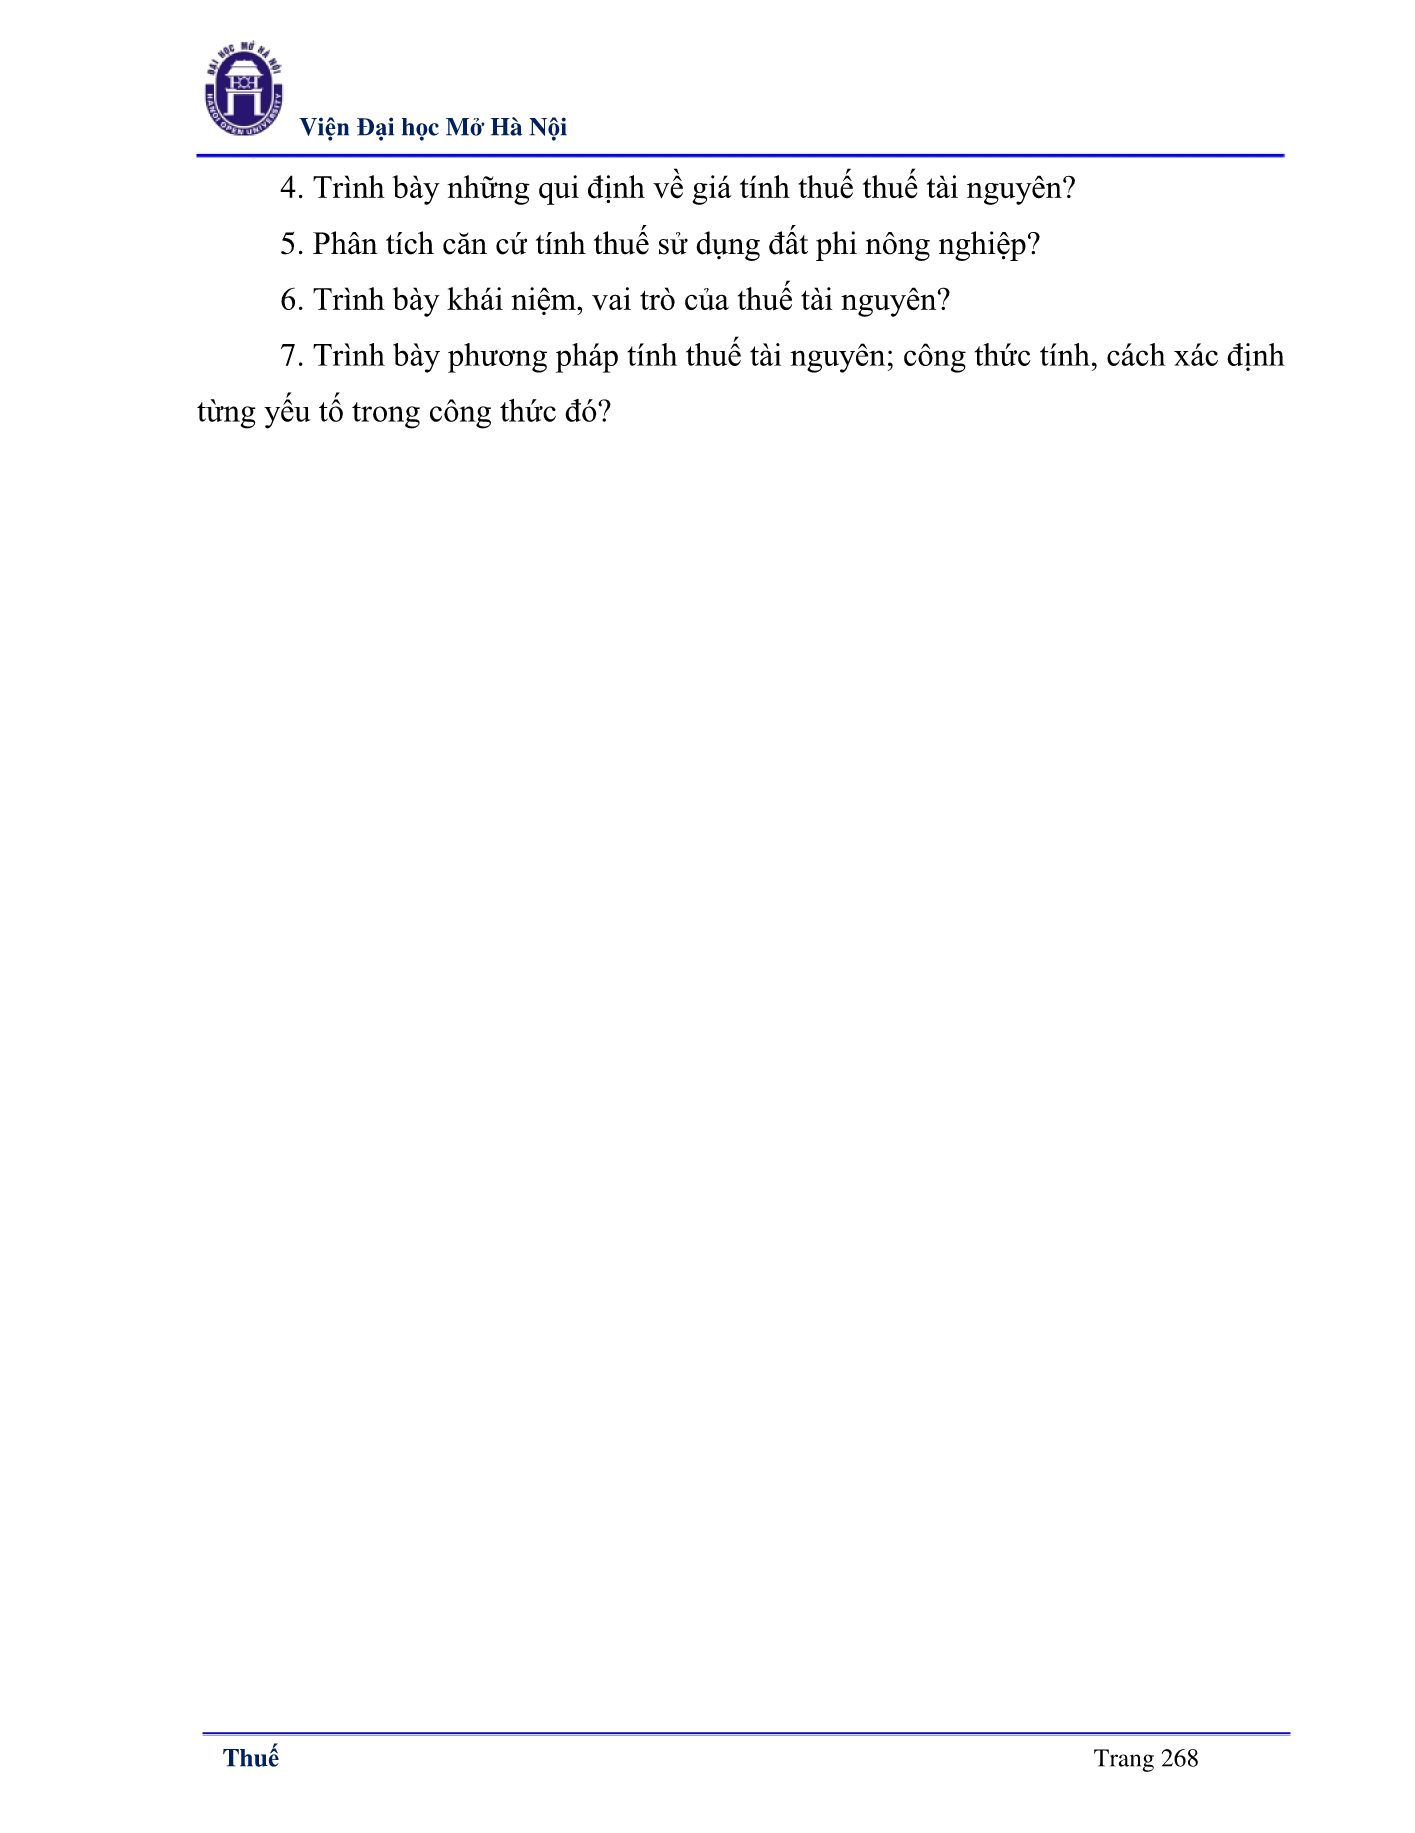 ĐẠI HỌC MỞ HÀ NỘI
HANOI OPEN UNIVERSITY
Viện Đại học Mở Hà Nội
4. Trình bày những qui định về giá tính thuế thuế tài nguyên?
5. Phân tích căn cứ tính thuế sử dụng đất phi nông nghiệp?
6. Trình bày khái niệm, vai trò của thuế tài nguyên?
7. Trình bày phương pháp tính thuế tài nguyên; công thức tính, cách xác định
từng yếu tố trong công thức đó?
Thuế
Trang 268